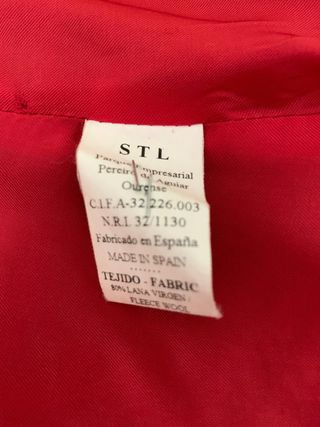 S T L
Parque Empresarial
Pereiro de Aguiar
Ourense
C.I.F.A-32.226.003
N.R.I. 32/1130
Fabricado en España
MADE IN SPAIN
TEJIDO - FABRIC
80% LANA VIRGEN /
FLEECE WOOL